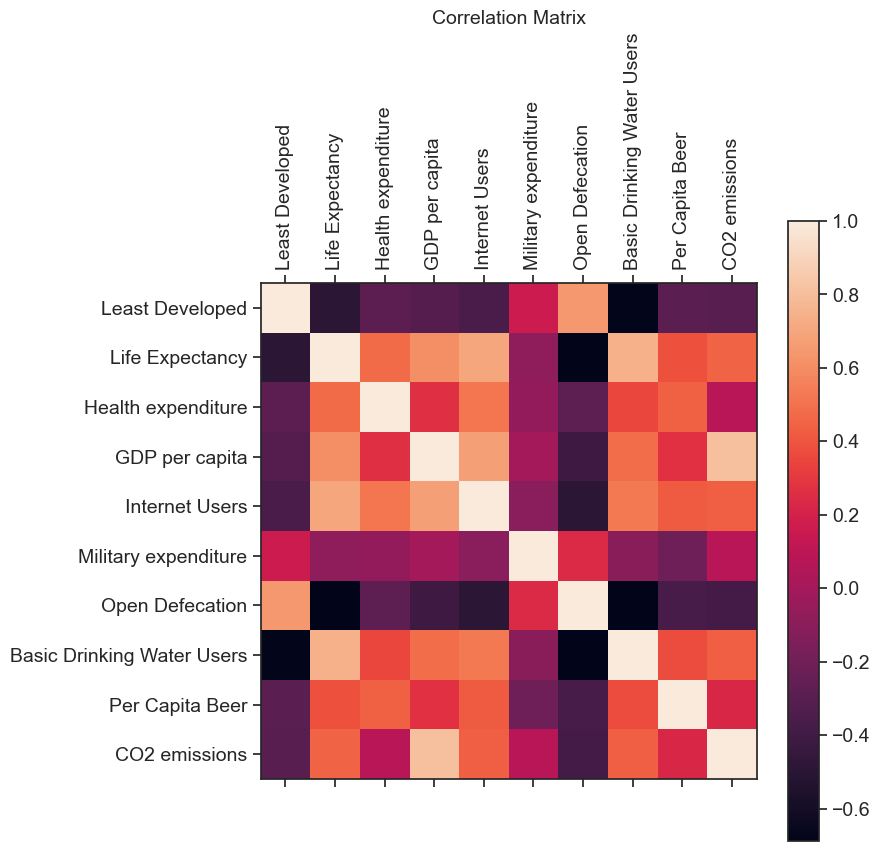 Correlation Matrix
Least Developed
Life Expectancy
Health expenditure
GDP per capita
Internet Users
Military expenditure
Open Defecation
Basic Drinking Water Users
Per Capita Beer
CO2 emissions
Least Developed
Life Expectancy
Health expenditure
GDP per capita
Internet Users
Military expenditure
Open Defecation
Basic Drinking Water Users
Per Capita Beer
CO2 emissions
1.0
0.8
0.6
0.4
0.2
0.0
−0.2
−0.4
−0.6